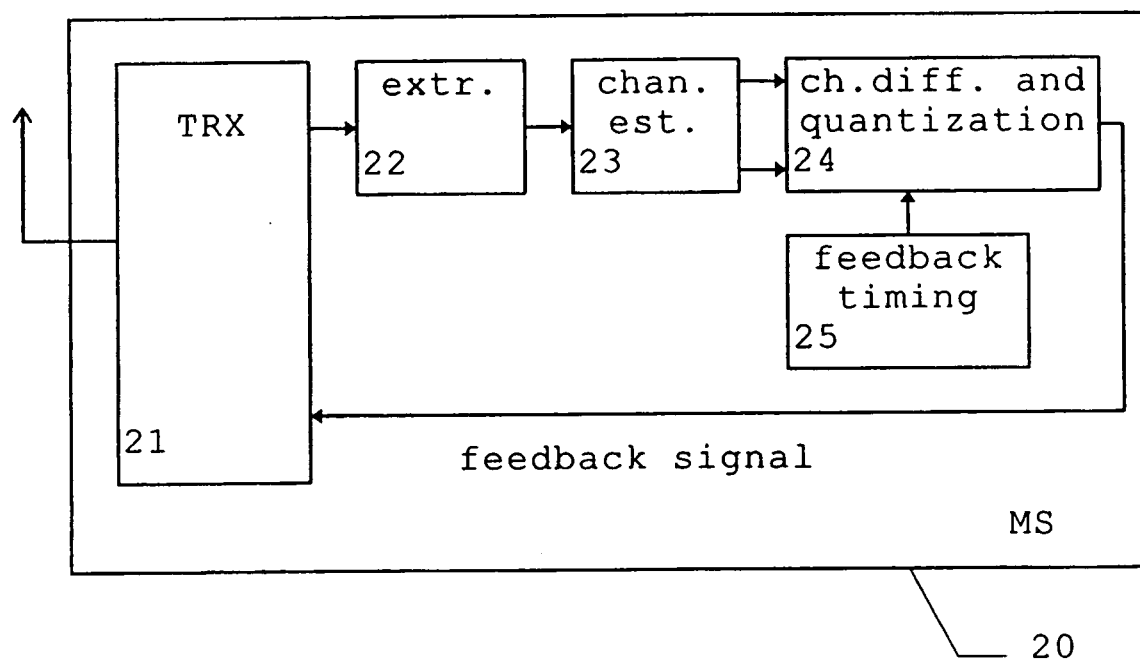 TRX
21
extr.
22
chan.
est.
23
ch.diff. and
quantization
24
feedback
timing
25
feedback signal
MS
20